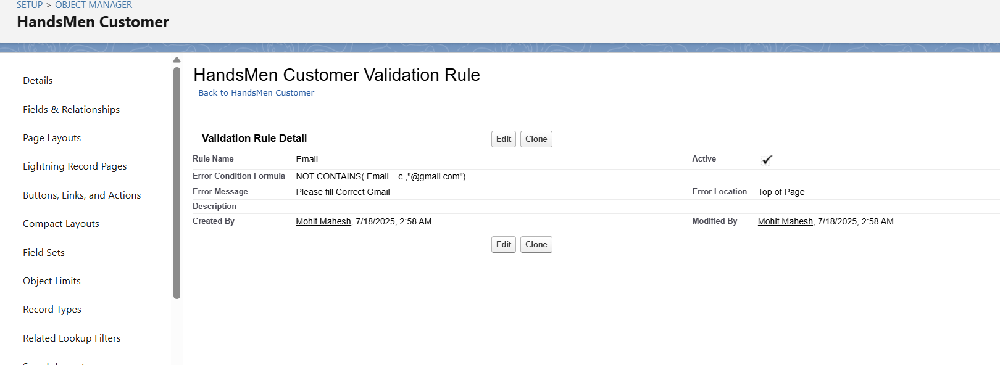 SETUP > OBJECT MANAGER
HandsMen Customer
Details
Fields & Relationships
Page Layouts
Lightning Record Pages
Buttons, Links, and Actions
Compact Layouts
Field Sets
Object Limits
Record Types
Related Lookup Filters
HandsMen Customer Validation Rule
Back to HandsMen Customer
Validation Rule Detail Edit Clone
Rule Name Email Active
Error Condition Formula NOT CONTAINS( Email__c ,"@gmail.com")
Error Message Please fill Correct Gmail Error Location Top of Page
Description
Created By Mohit Mahesh, 7/18/2025, 2:58 AM Modified By Mohit Mahesh, 7/18/2025, 2:58 AM
Edit Clone